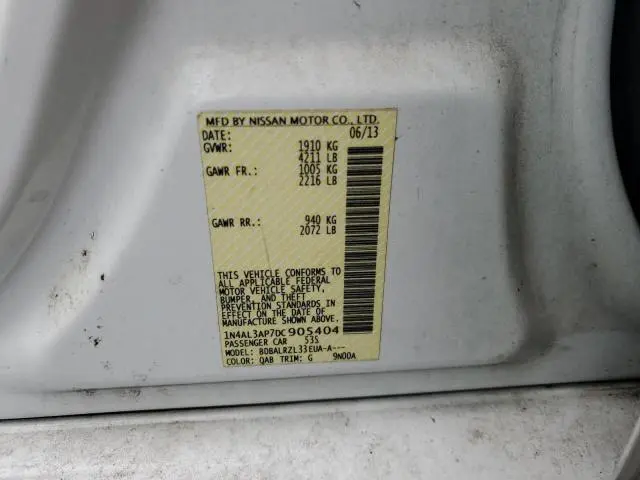 MFD BY NISSAN MOTOR CO., LTD.
DATE: 06/13
GVWR: 1910 KG
4211 LB
GAWR FR.: 1005 KG
2216 LB
GAWR RR.: 940 KG
2072 LB
THIS VEHICLE CONFORMS TO
ALL APPLICABLE FEDERAL
MOTOR VEHICLE SAFETY,
BUMPER, AND THEFT
PREVENTION STANDARDS IN
EFFECT ON THE DATE OF
MANUFACTURE SHOWN ABOVE.
1N4AL3AP7DC905404
PASSENGER CAR 53S
MODEL: BDBALRZL33EUA-A---
COLOR: QAB TRIM: G 9N00A